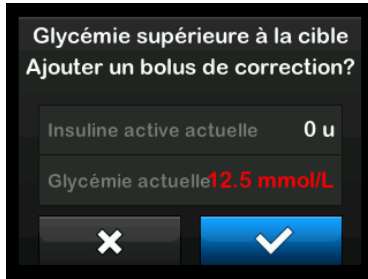 Glycémie supérieure à la cible
Ajouter un bolus de correction?
Insuline active actuelle 0 u
Glycémie actuelle 12.5 mmol/L